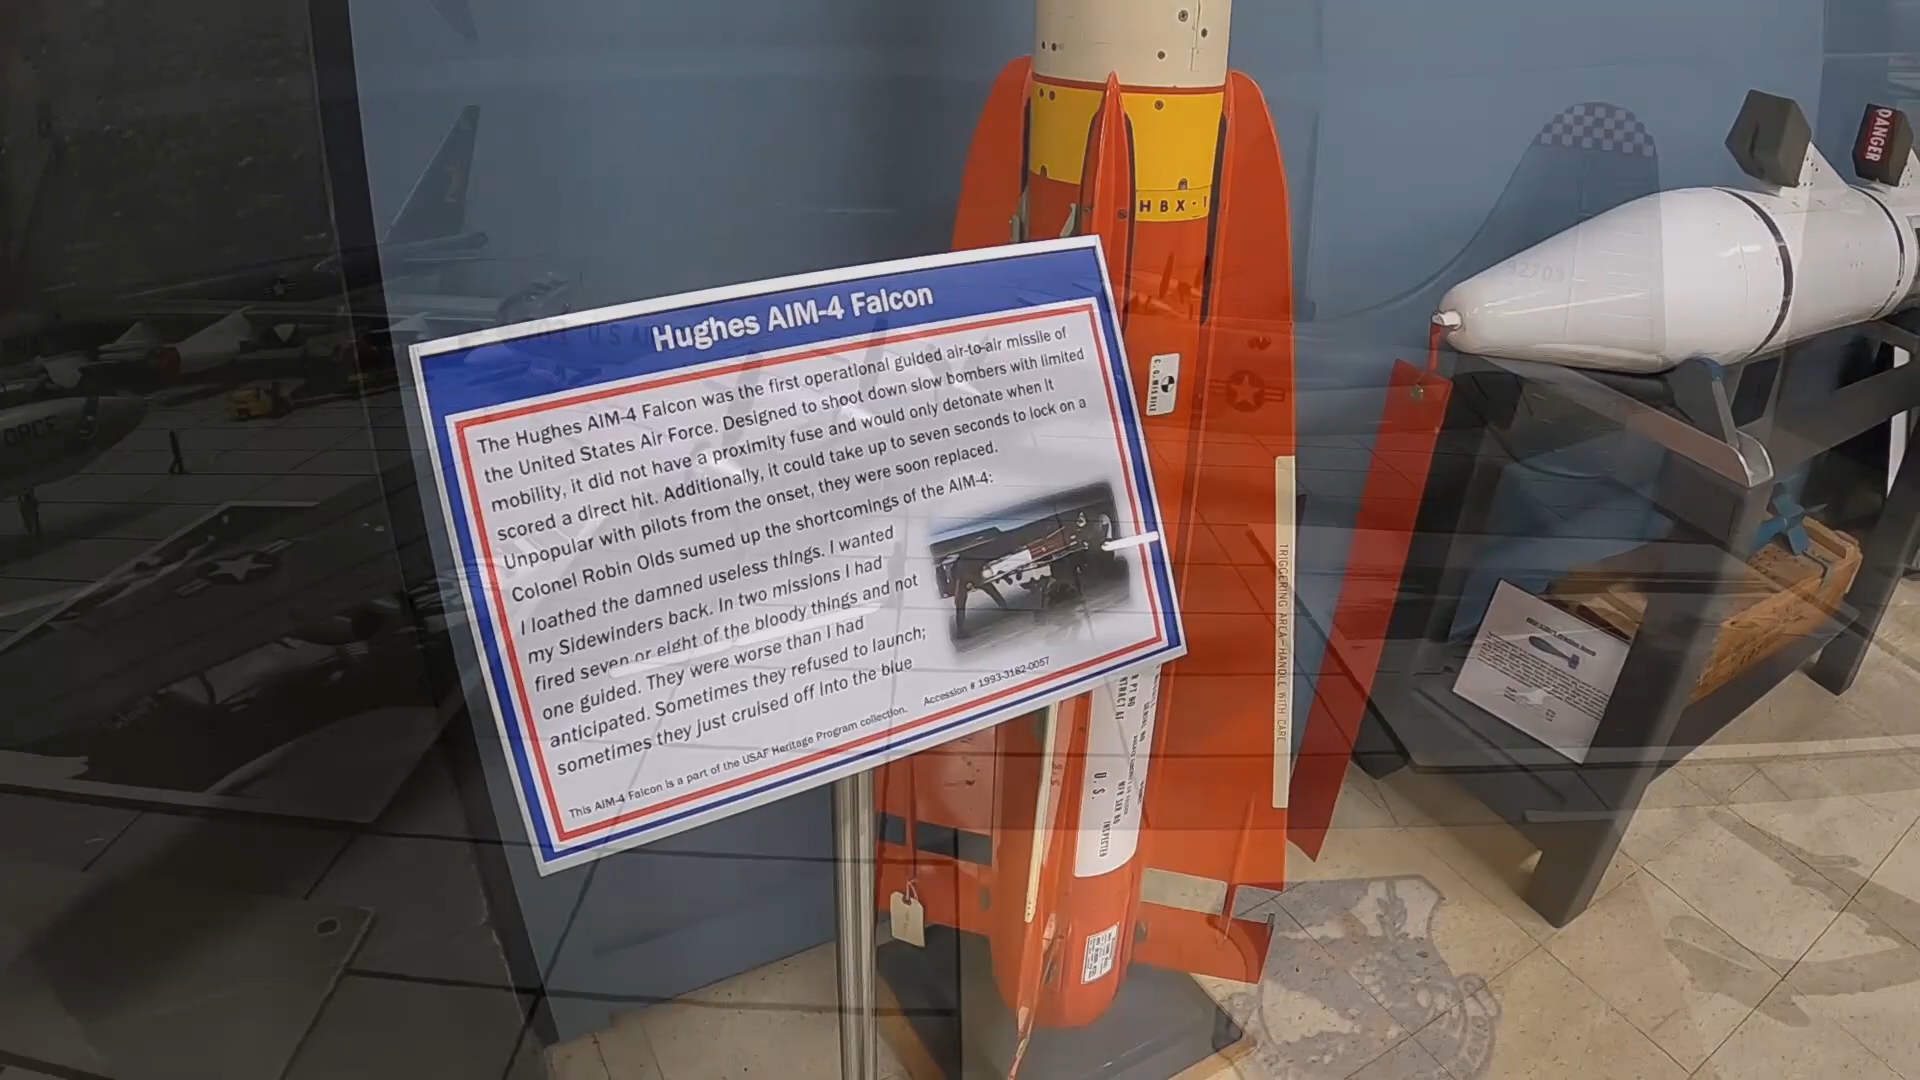 Hughes AIM-4 Falcon
The Hughes AIM-4 Falcon was the first operational guided air-to-air missile of
the United States Air Force. Designed to shoot down slow bombers with limited
mobility, it did not have a proximity fuse and would only detonate when it
scored a direct hit. Additionally, it could take up to seven seconds to lock on a
Unpopular with pilots from the onset, they were soon replaced.
Colonel Robin Olds sumed up the shortcomings of the AIM-4:
I loathed the damned useless things. I wanted
my Sidewinders back. In two missions I had
fired seven or eight of the bloody things and not
one guided. They were worse than I had
anticipated. Sometimes they refused to launch;
sometimes they just cruised off into the blue
This AIM-4 Falcon is a part of the USAF Heritage Program collection. Accession # 1993-3182-0057
HBX-1
C.G. MISSILE
TRIGGERING AREA-HANDLE WITH CARE
U.S.
INSPECTED
DANGER
92703
ORCE